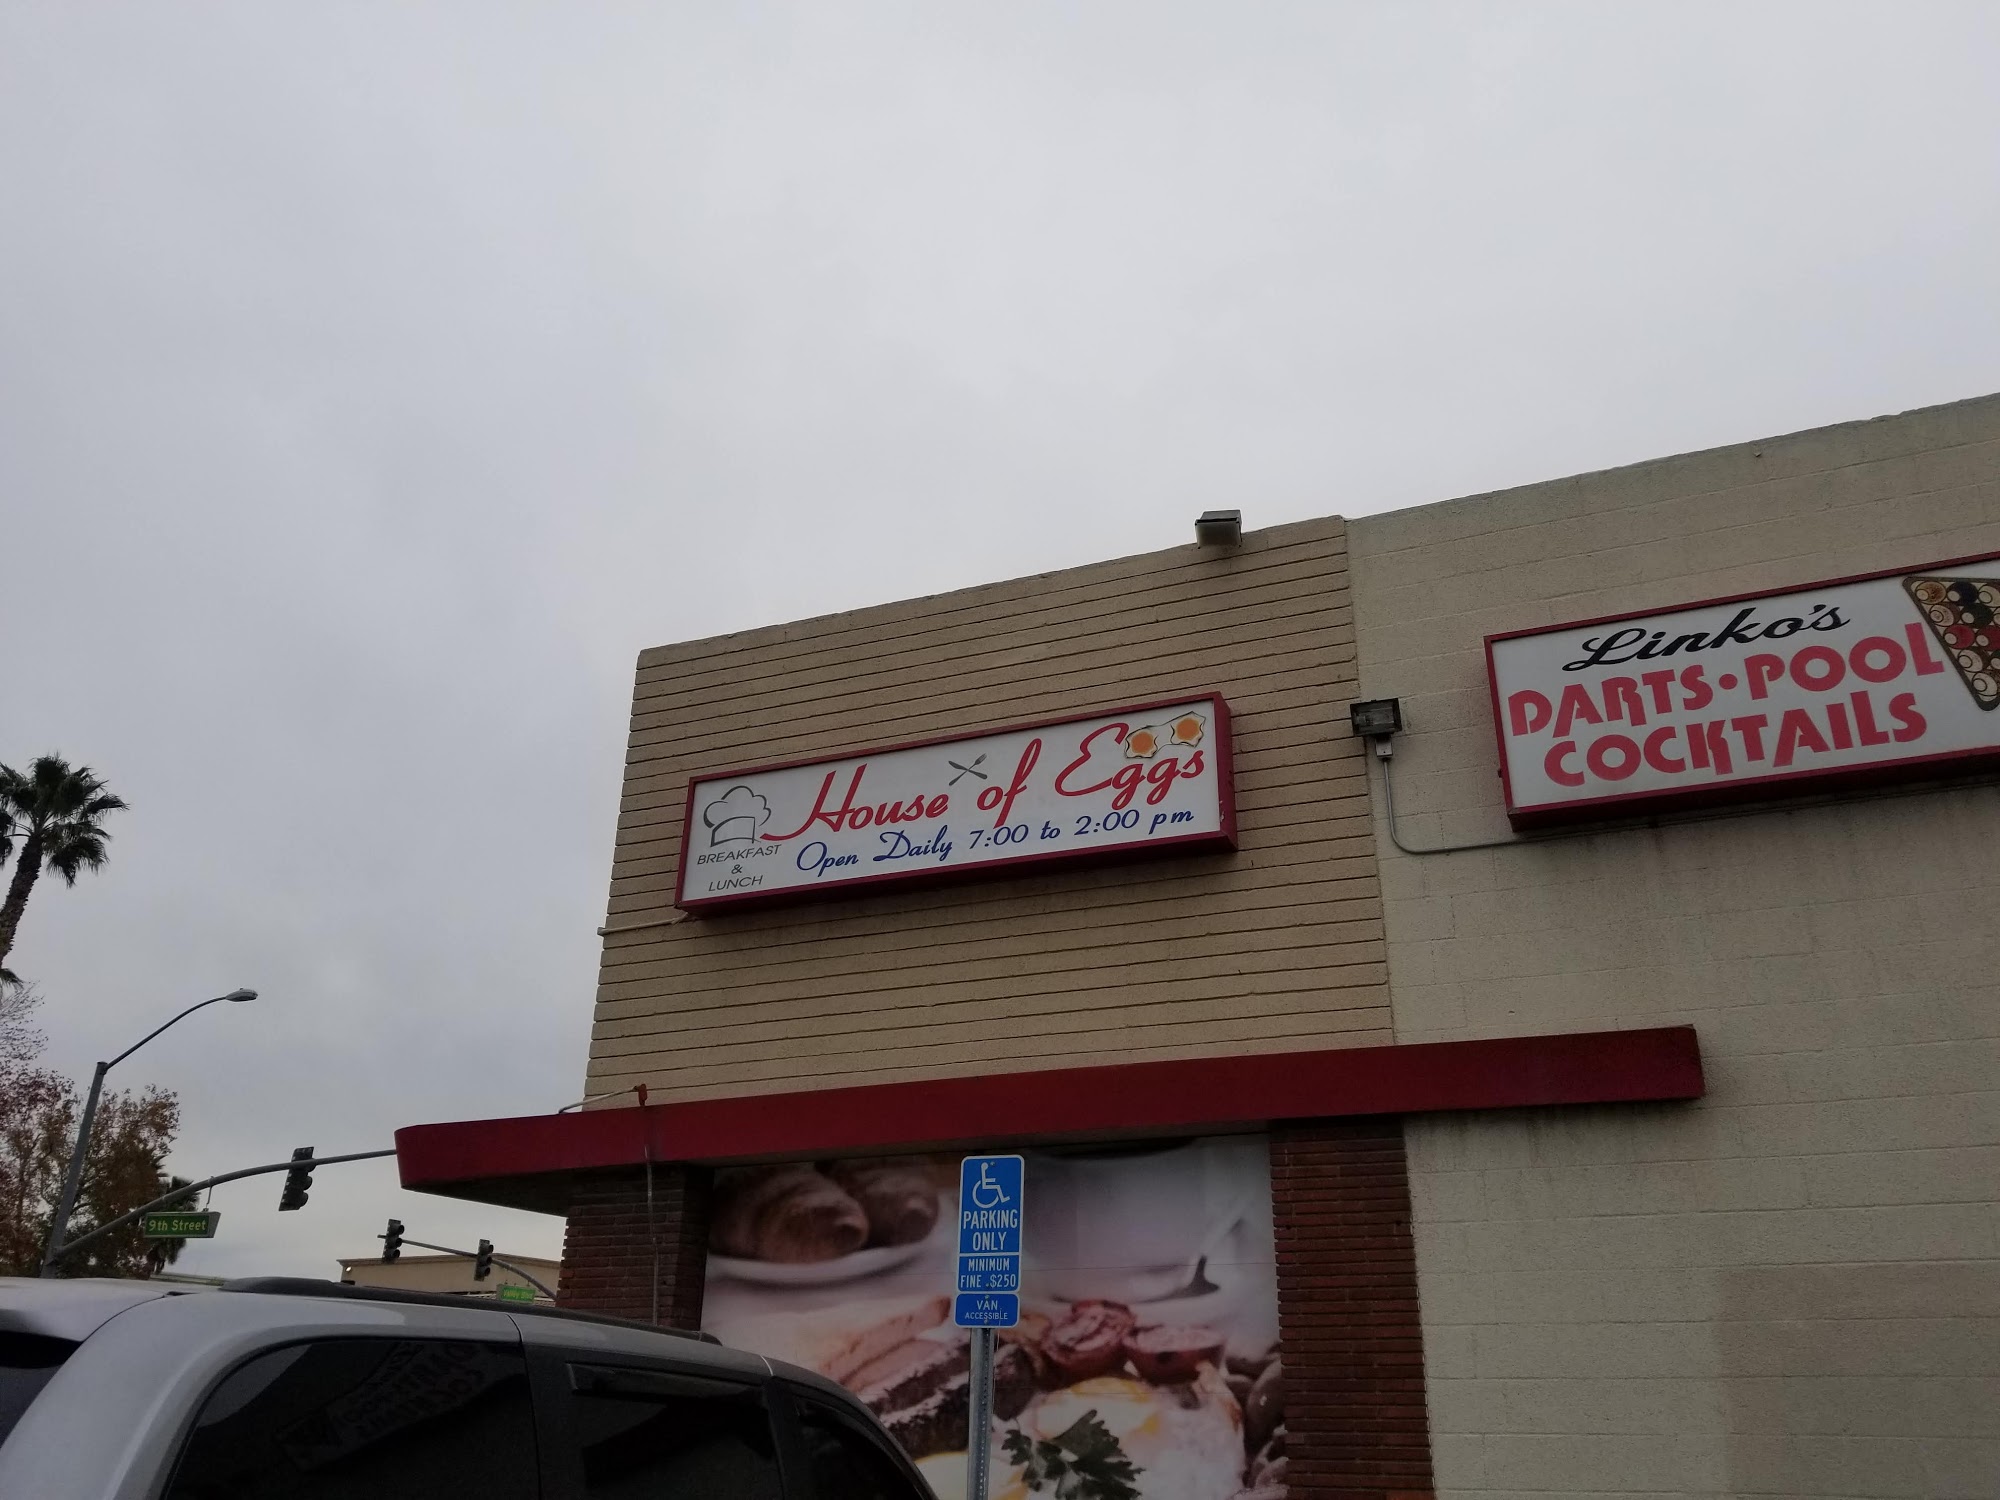 House of Eggs
Open Daily 7:00 to 2:00 pm
BREAKFAST
&
LUNCH
Linko's
DARTS•POOL
COCKTAILS
PARKING
ONLY
MINIMUM
FINE $250
VAN
ACCESSIBLE
9th Street